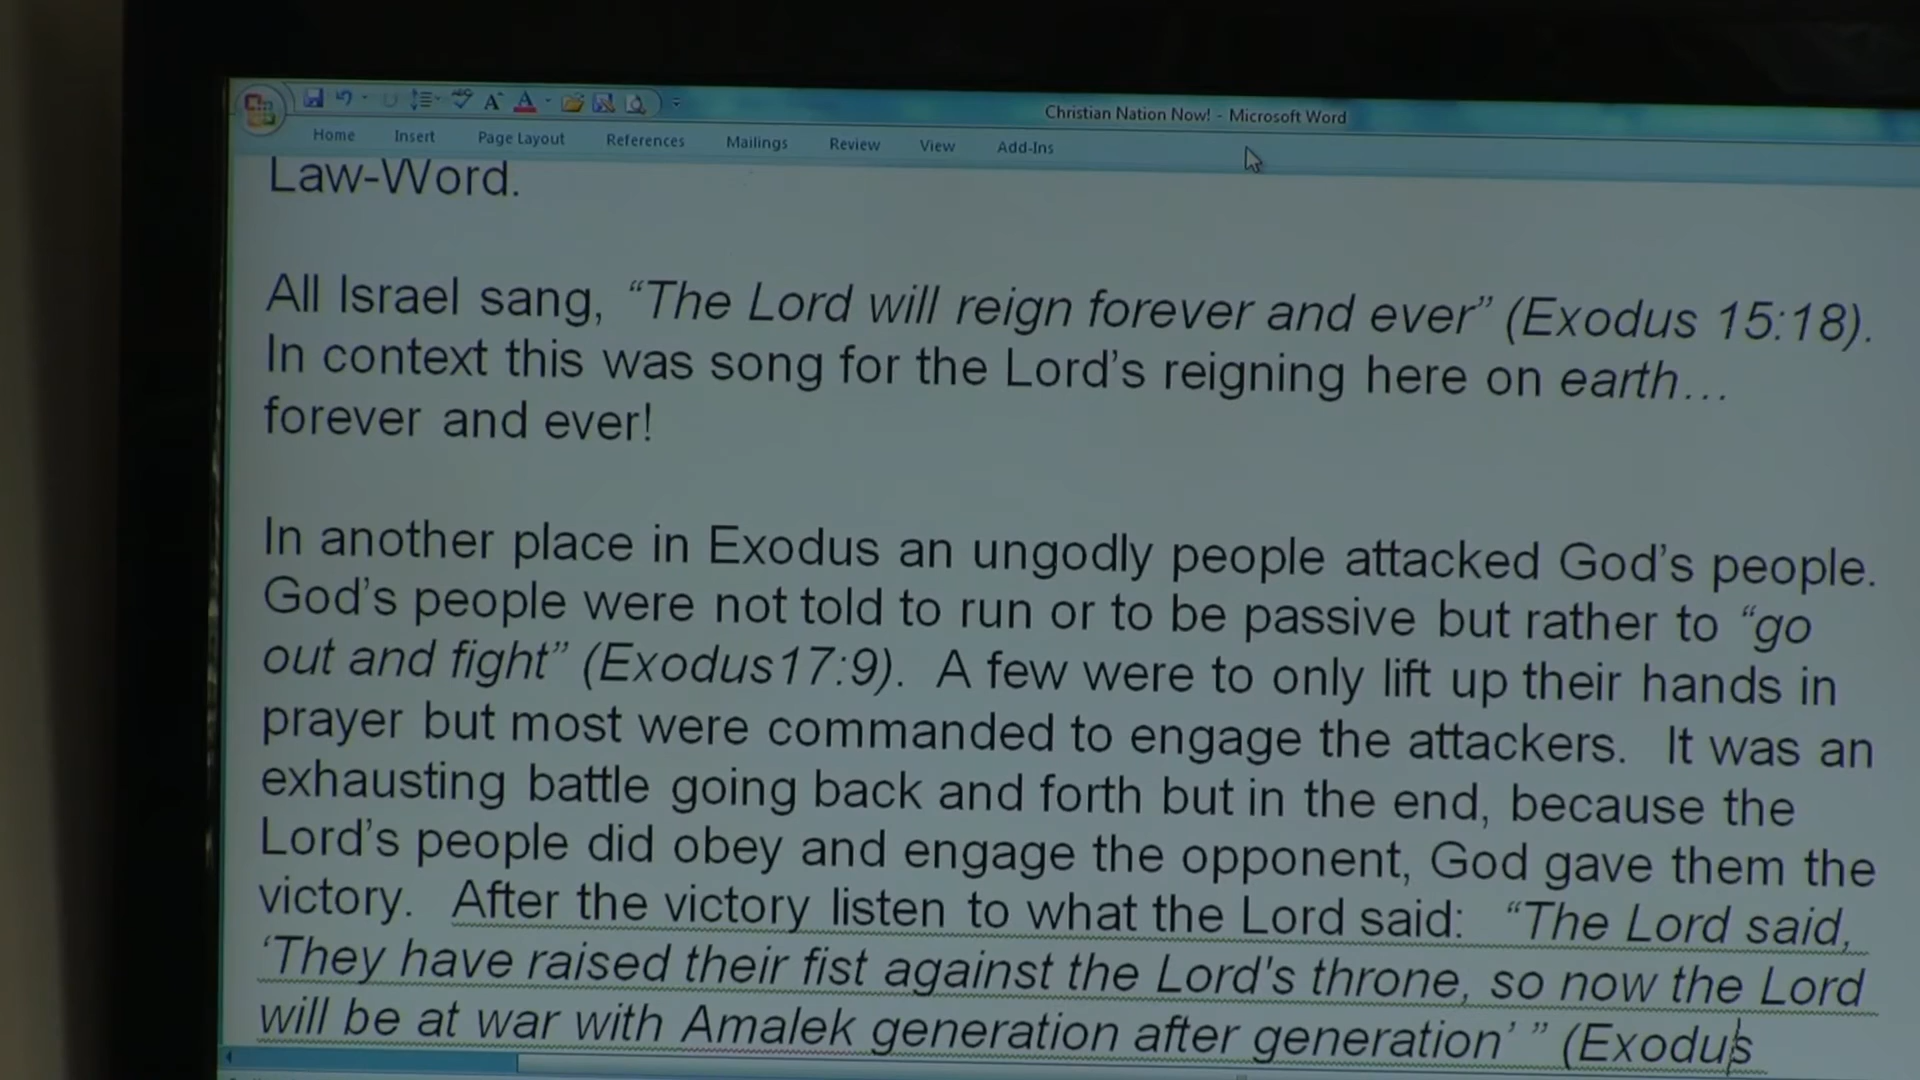 Christian Nation Now! - Microsoft Word
Home Insert Page Layout References Mailings Review View Add-Ins
Law-Word.
All Israel sang, “The Lord will reign forever and ever” (Exodus 15:18).
In context this was song for the Lord’s reigning here on earth…
forever and ever!
In another place in Exodus an ungodly people attacked God’s people.
God’s people were not told to run or to be passive but rather to “go
out and fight” (Exodus17:9). A few were to only lift up their hands in
prayer but most were commanded to engage the attackers. It was an
exhausting battle going back and forth but in the end, because the
Lord’s people did obey and engage the opponent, God gave them the
victory. After the victory listen to what the Lord said: “The Lord said,
‘They have raised their fist against the Lord's throne, so now the Lord
will be at war with Amalek generation after generation’ ” (Exodus